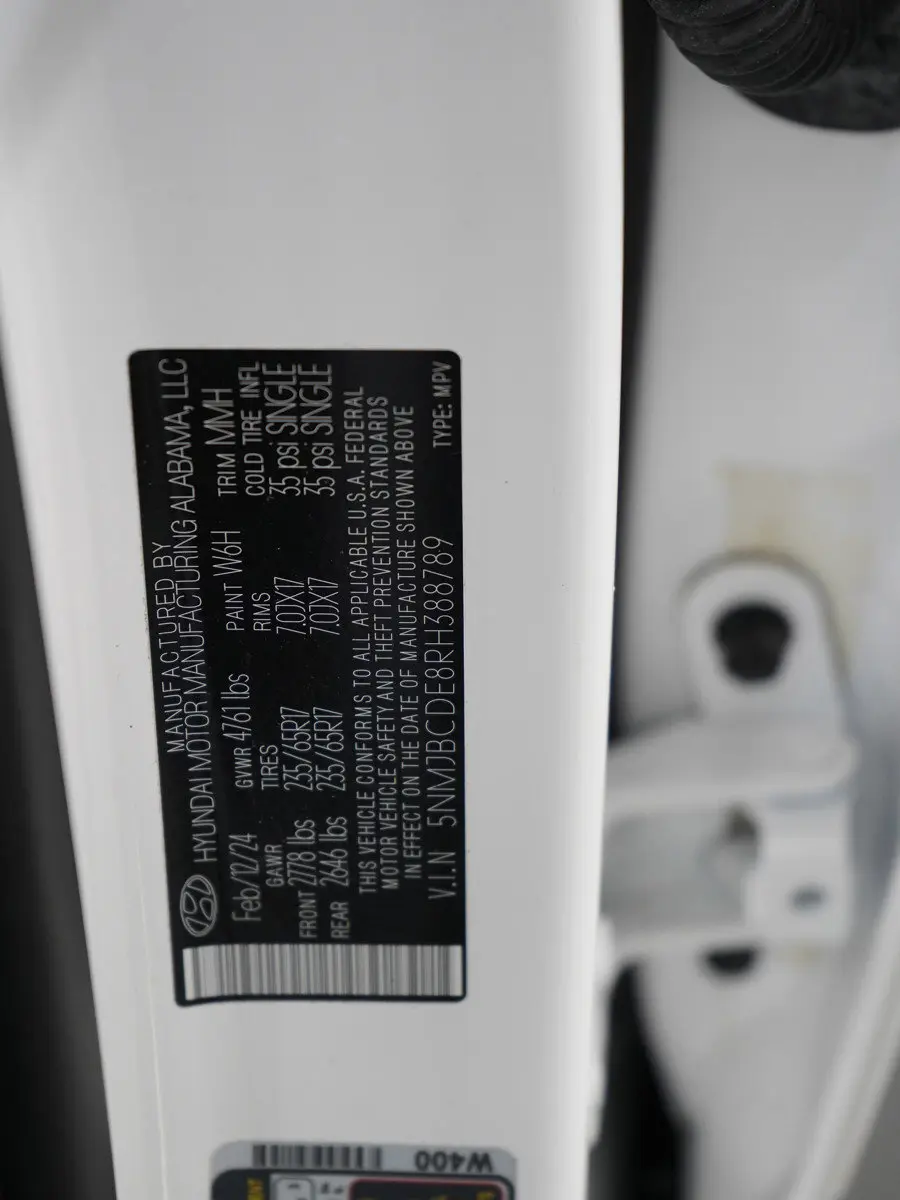 MANUFACTURED BY
HYUNDAI MOTOR MANUFACTURING ALABAMA, LLC
Feb/12/24 GVWR 4761 lbs PAINT W6H TRIM MMH
GAWR TIRES RIMS COLD TIRE INFL
FRONT 2778 lbs 235/65R17 7.0JX17 35 psi SINGLE
REAR 2646 lbs 235/65R17 7.0JX17 35 psi SINGLE
THIS VEHICLE CONFORMS TO ALL APPLICABLE U.S.A. FEDERAL
MOTOR VEHICLE SAFETY AND THEFT PREVENTION STANDARDS
IN EFFECT ON THE DATE OF MANUFACTURE SHOWN ABOVE
V.I.N 5NMJBCDE8RH388789 TYPE: MPV
W400